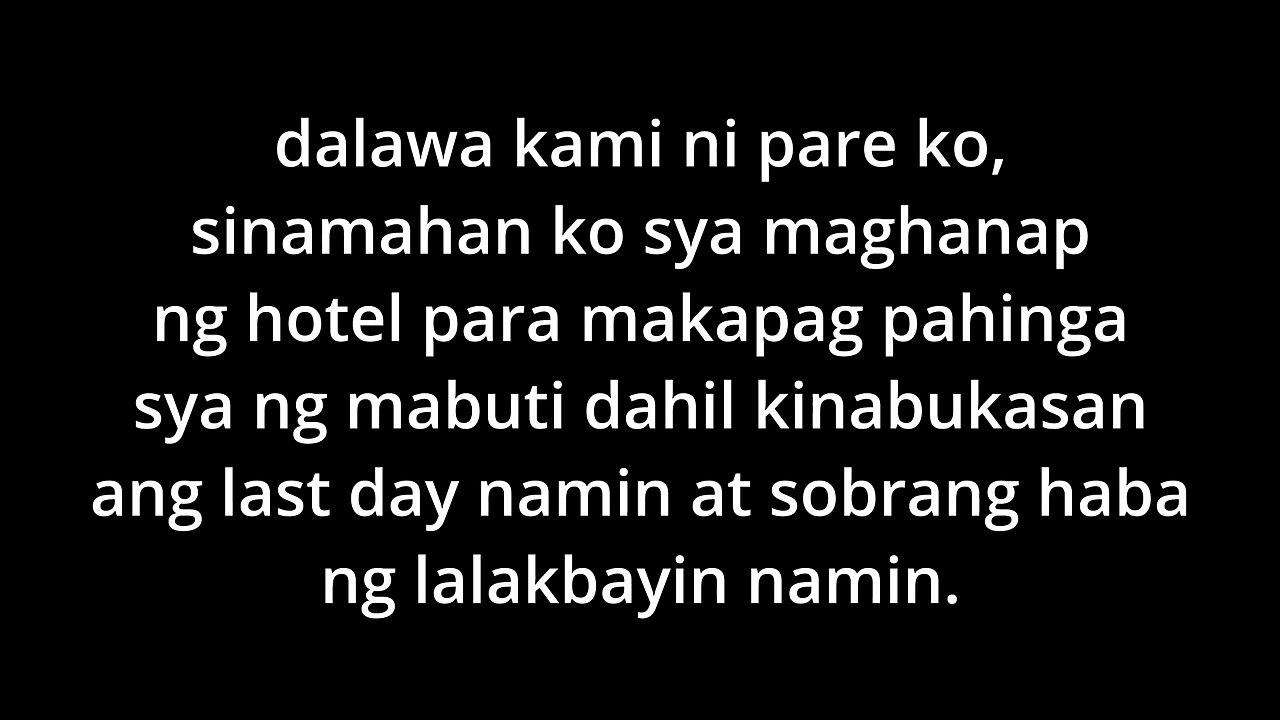 dalawa kami ni pare ko,
sinamahan ko sya maghanap
ng hotel para makapag pahinga
sya ng mabuti dahil kinabukasan
ang last day namin at sobrang haba
ng lalakbayin namin.